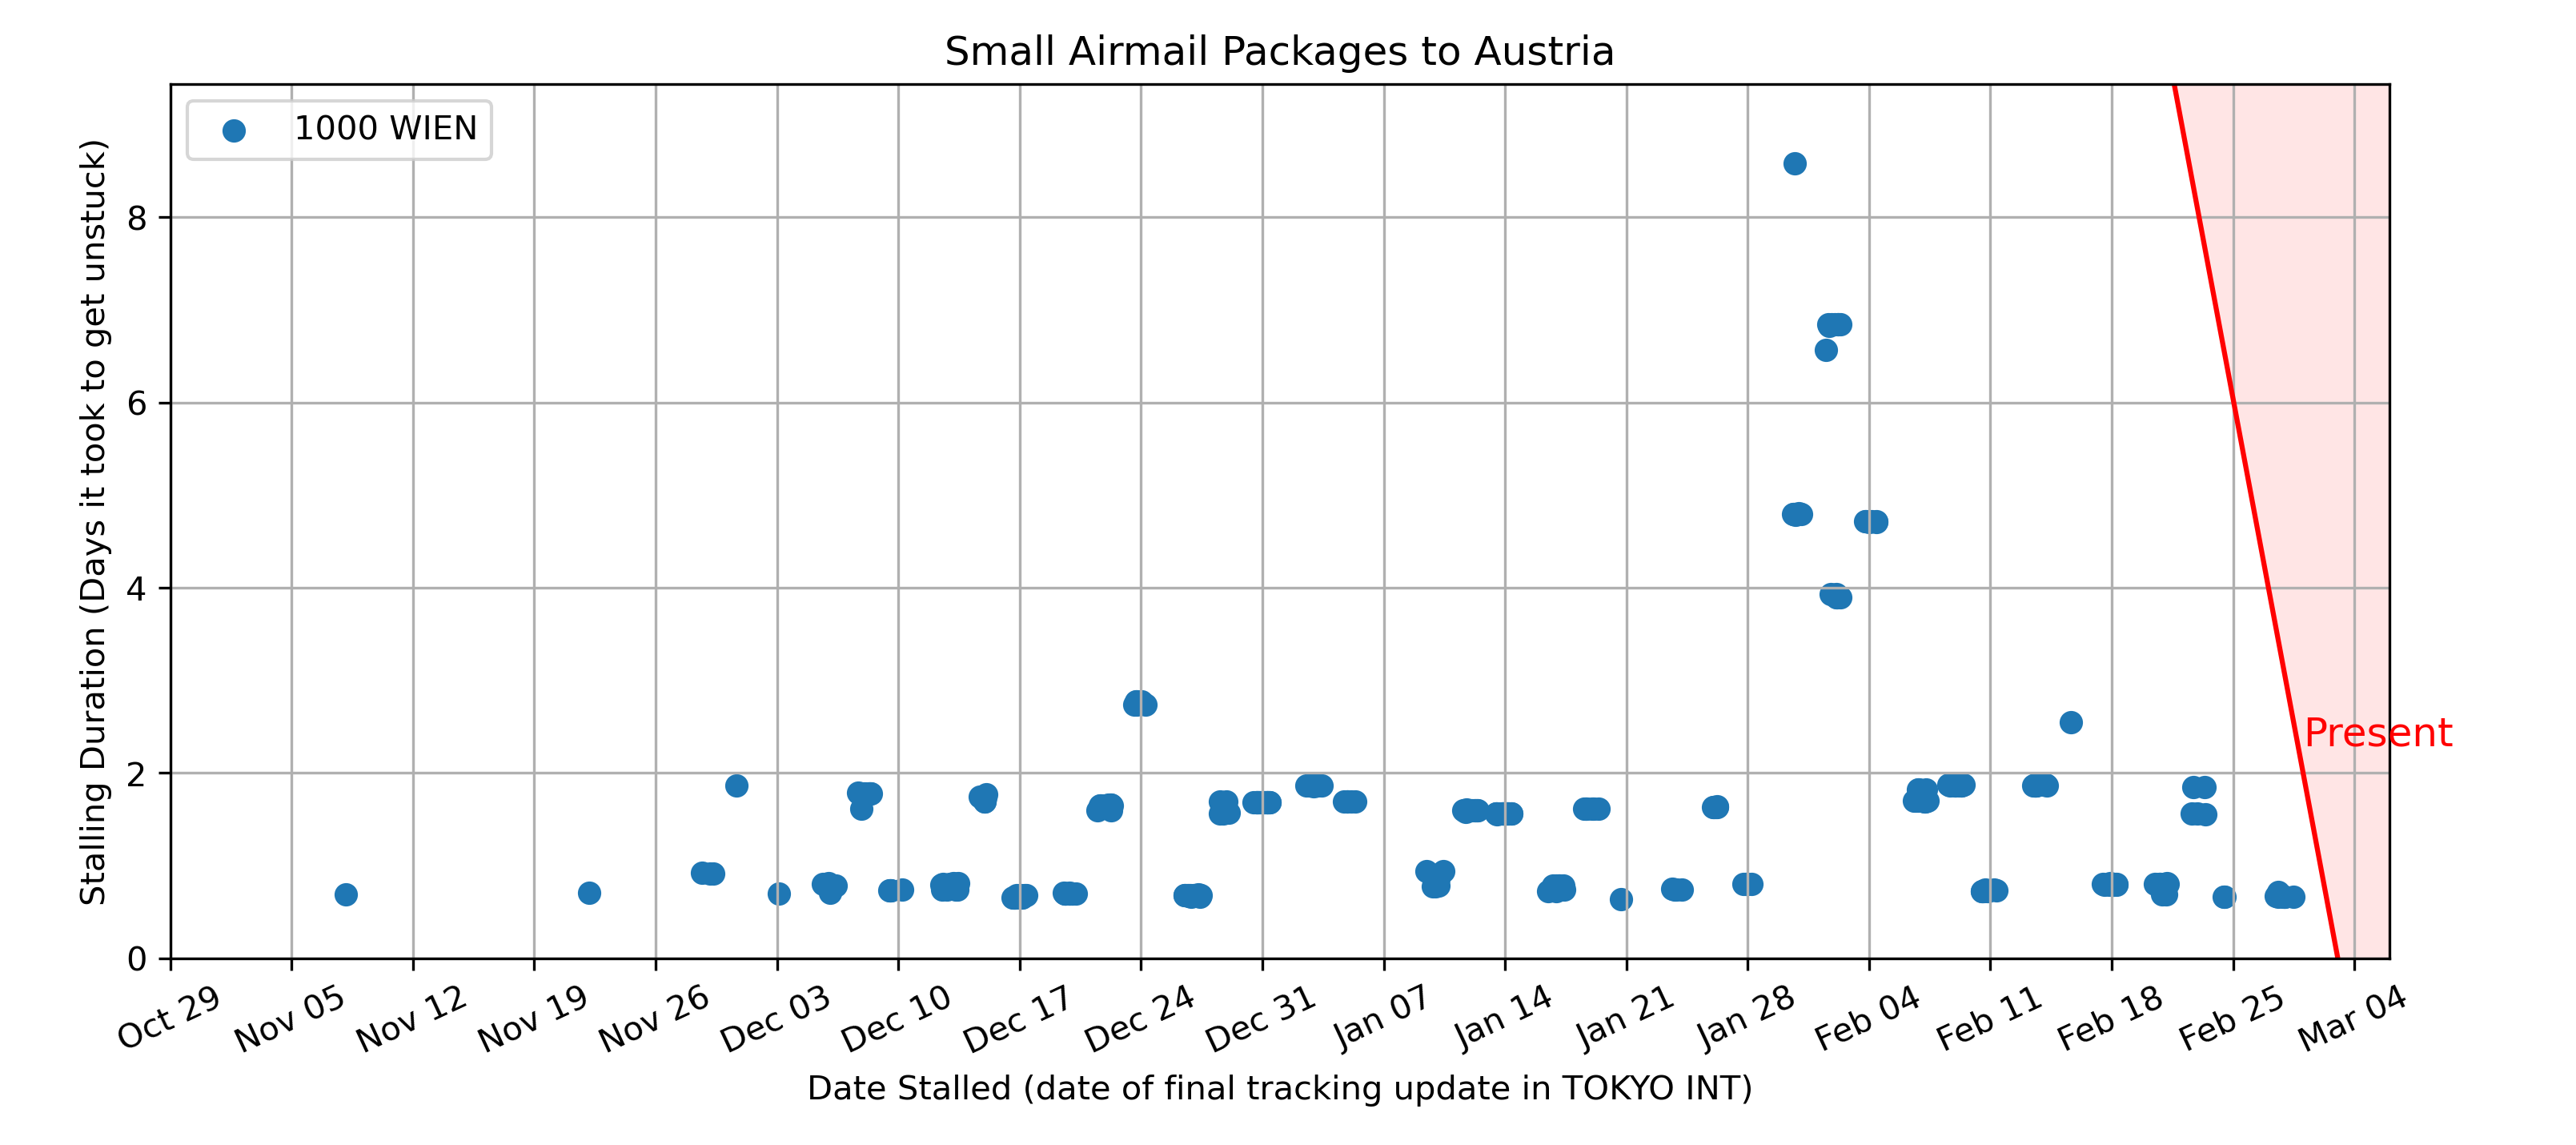 Small Airmail Packages to Austria
1000 WIEN
Stalling Duration (Days it took to get unstuck)
8
6
4
2
0
Present
Oct 29
Nov 05
Nov 12
Nov 19
Nov 26
Dec 03
Dec 10
Dec 17
Dec 24
Dec 31
Jan 07
Jan 14
Jan 21
Jan 28
Feb 04
Feb 11
Feb 18
Feb 25
Mar 04
Date Stalled (date of final tracking update in TOKYO INT)